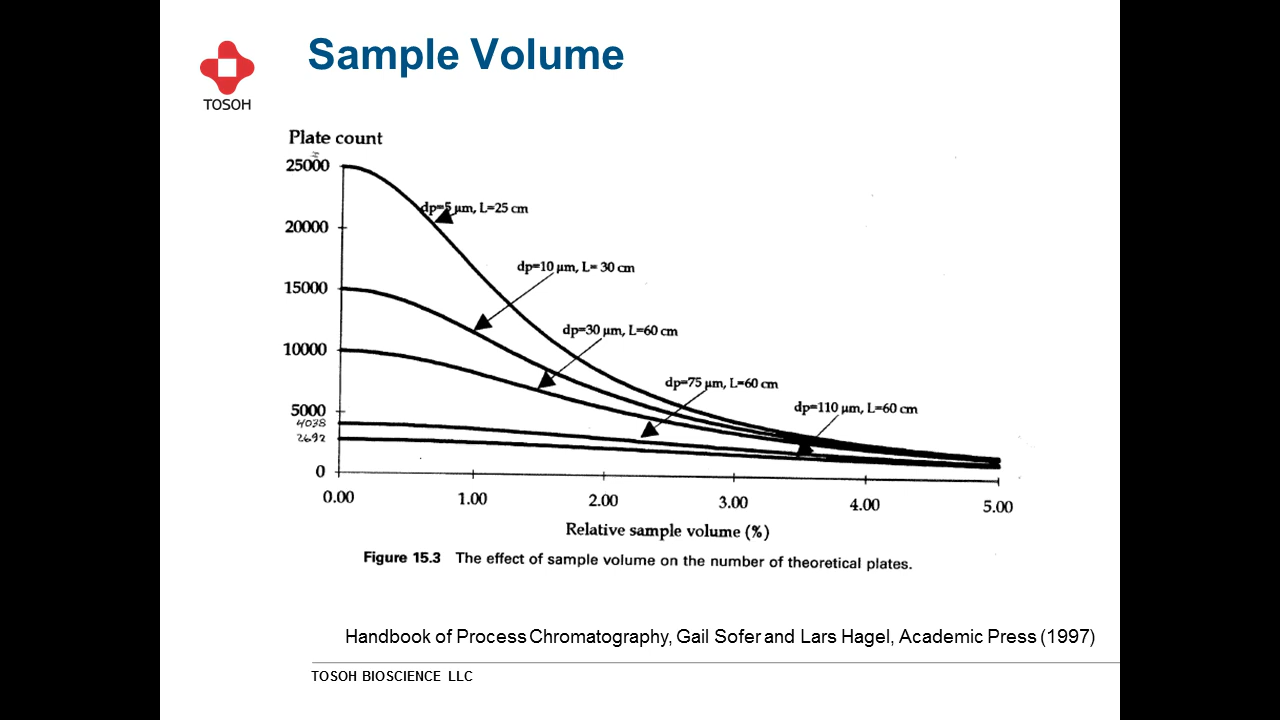 Sample Volume
TOSOH
Plate count
25000
dp=5 µm, L=25 cm
20000
dp=10 µm, L= 30 cm
15000
dp=30 µm, L=60 cm
10000
dp=75 µm, L=60 cm
dp=110 µm, L=60 cm
5000
4038
2692
0
0.00 1.00 2.00 3.00 4.00 5.00
Relative sample volume (%)
Figure 15.3 The effect of sample volume on the number of theoretical plates.
Handbook of Process Chromatography, Gail Sofer and Lars Hagel, Academic Press (1997)
TOSOH BIOSCIENCE LLC